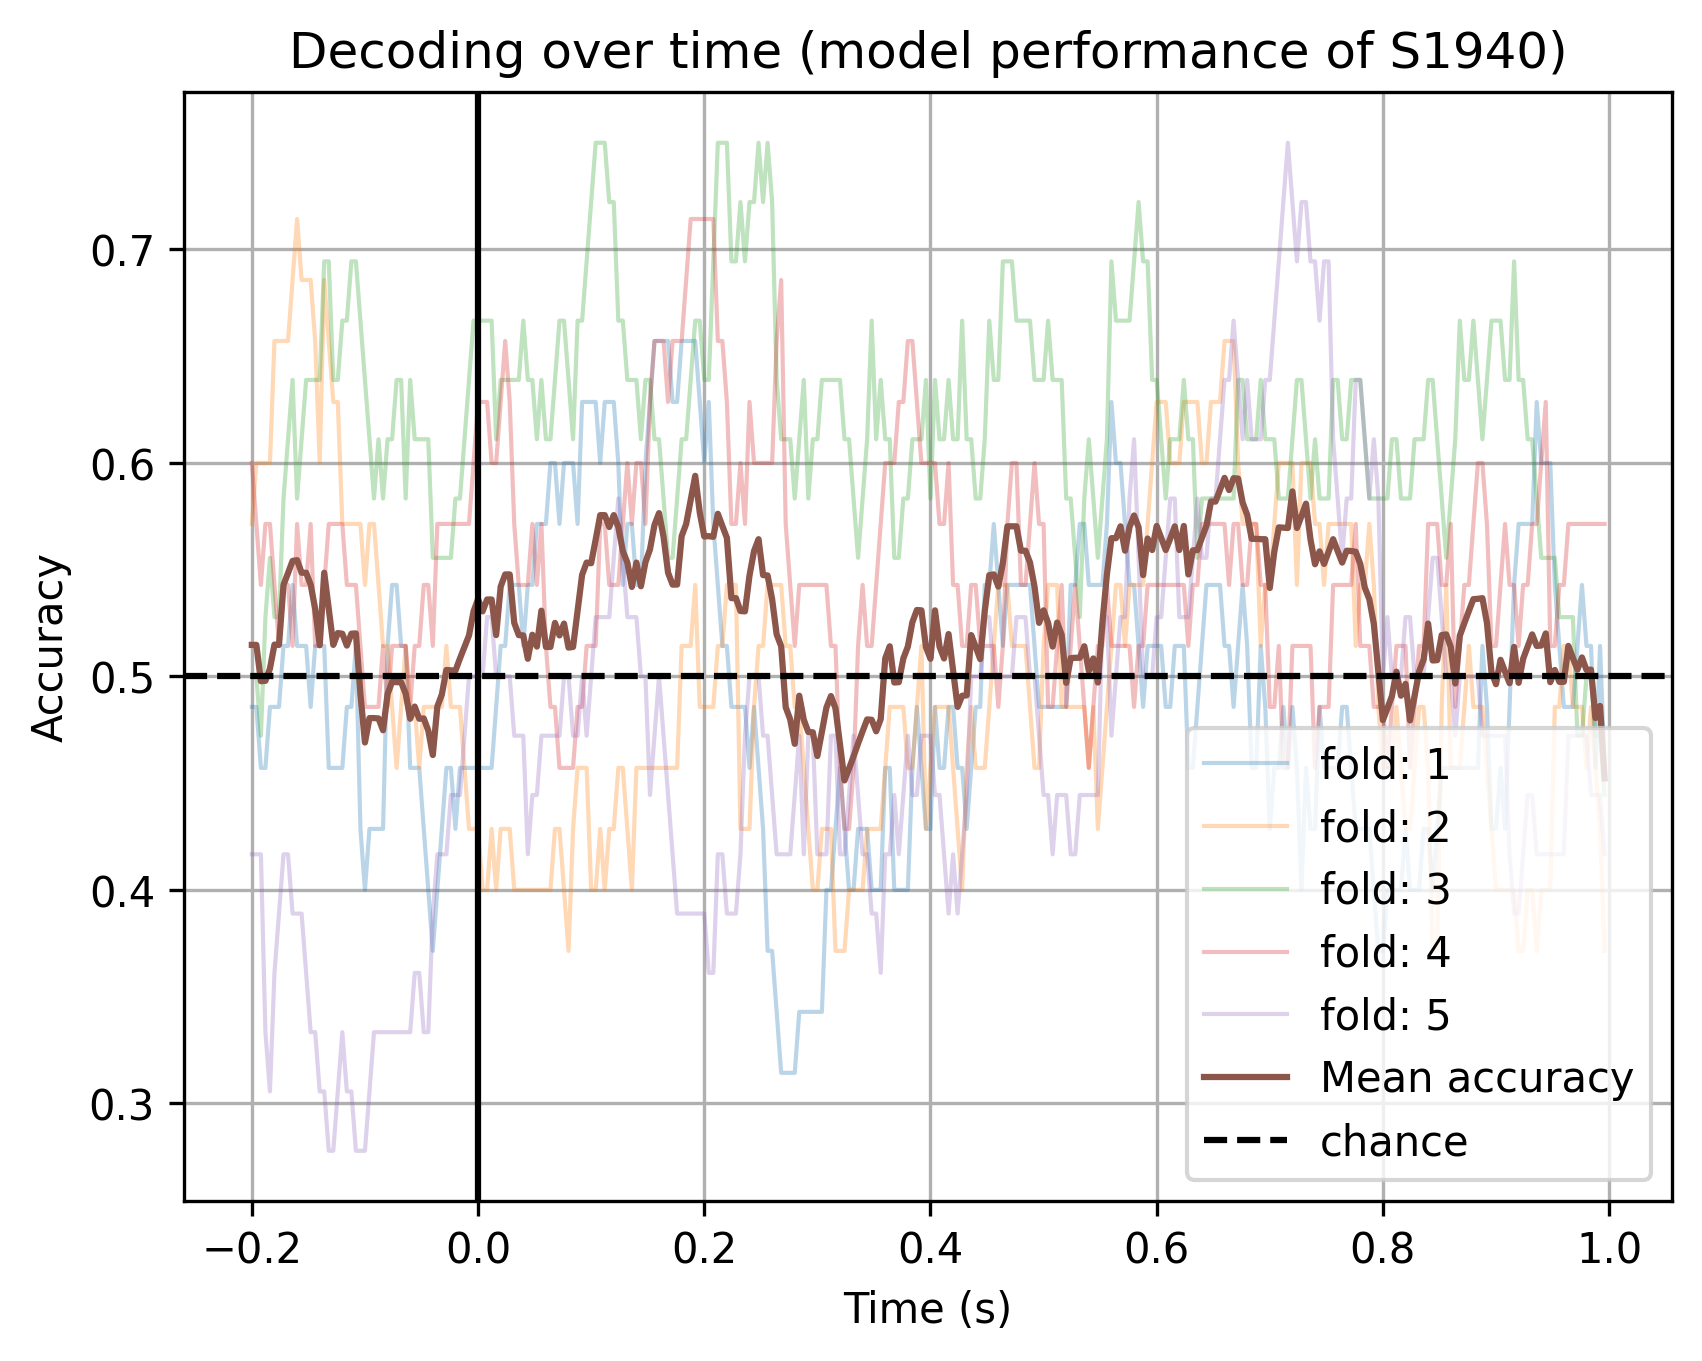 Decoding over time (model performance of S1940)
Accuracy
0.7
0.6
0.5
0.4
0.3
fold: 1
fold: 2
fold: 3
fold: 4
fold: 5
Mean accuracy
chance
−0.2 0.0 0.2 0.4 0.6 0.8 1.0
Time (s)